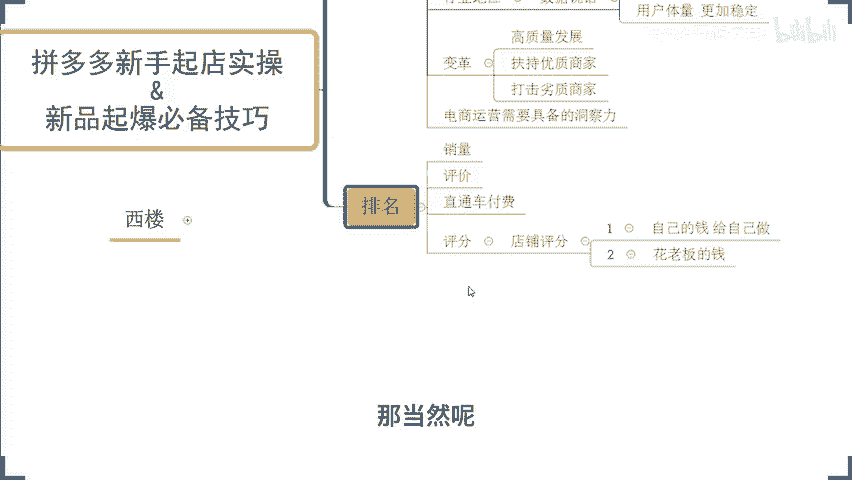 用户体量 更加稳定
bilibili
高质量发展
变革
扶持优质商家
打击劣质商家
电商运营需要具备的洞察力
拼多多新手起店实操
&
新品起爆必备技巧
销量
评价
排名
直通车付费
西楼
评分
店铺评分
1
自己的钱 给自己做
2
花老板的钱
那当然呢